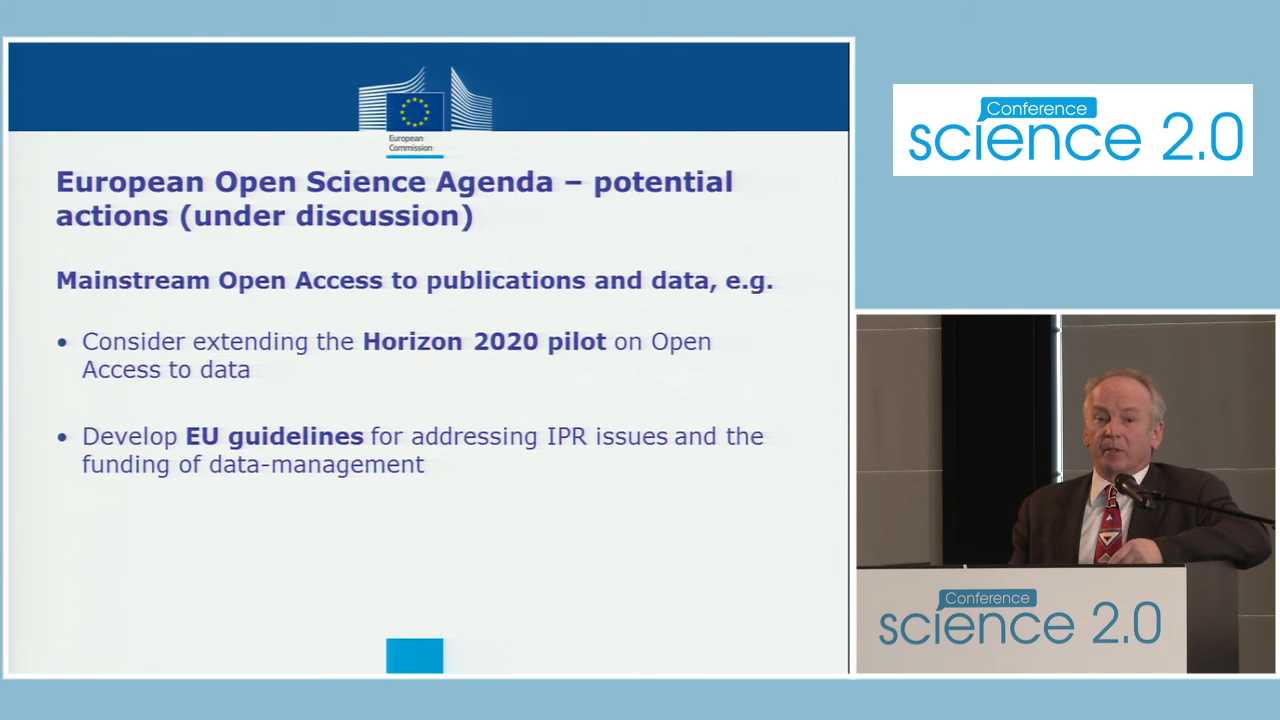 European
Commission
European Open Science Agenda – potential
actions (under discussion)
Mainstream Open Access to publications and data, e.g.
• Consider extending the Horizon 2020 pilot on Open
Access to data
• Develop EU guidelines for addressing IPR issues and the
funding of data-management
Conference
science 2.0
Conference
science 2.0